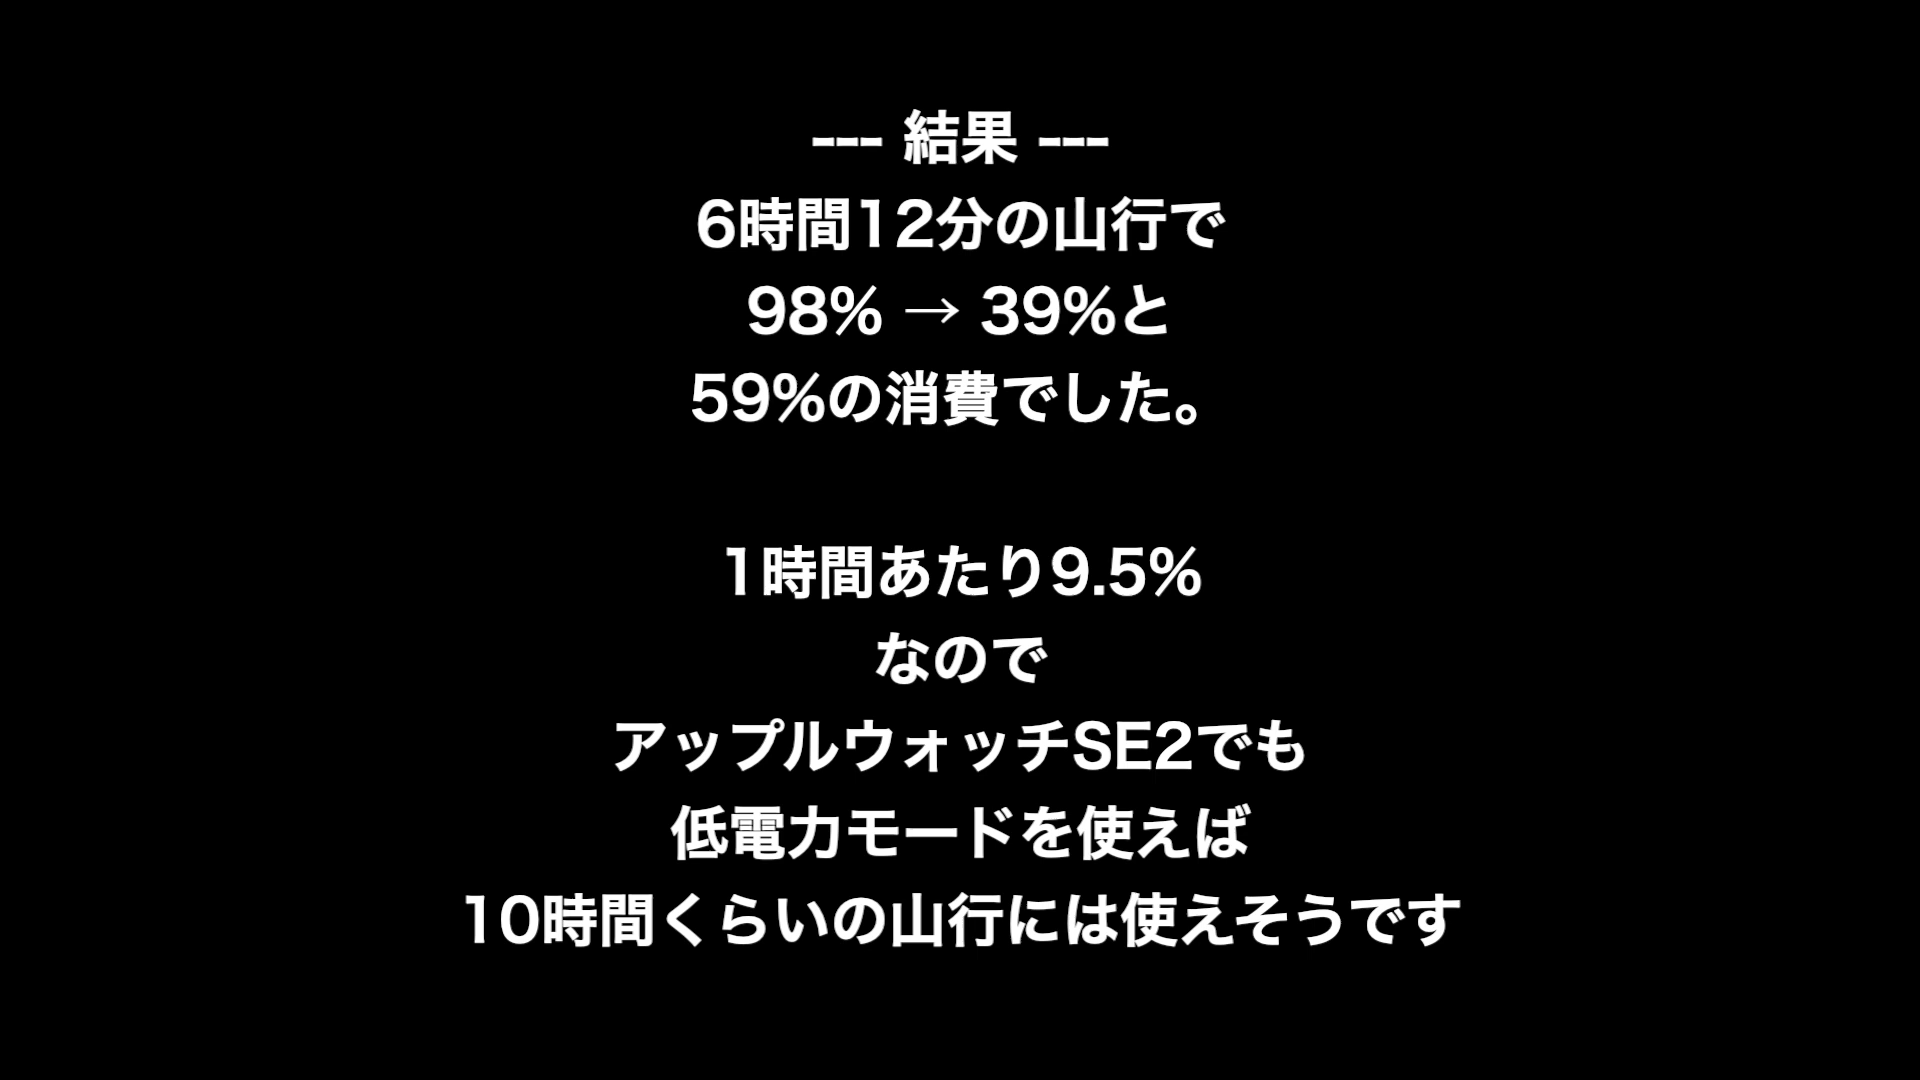 --- 結果 ---
6時間12分の山行で
98% → 39%と
59%の消費でした。
1時間あたり9.5%
なので
アップルウォッチSE2でも
低電力モードを使えば
10時間くらいの山行には使えそうです